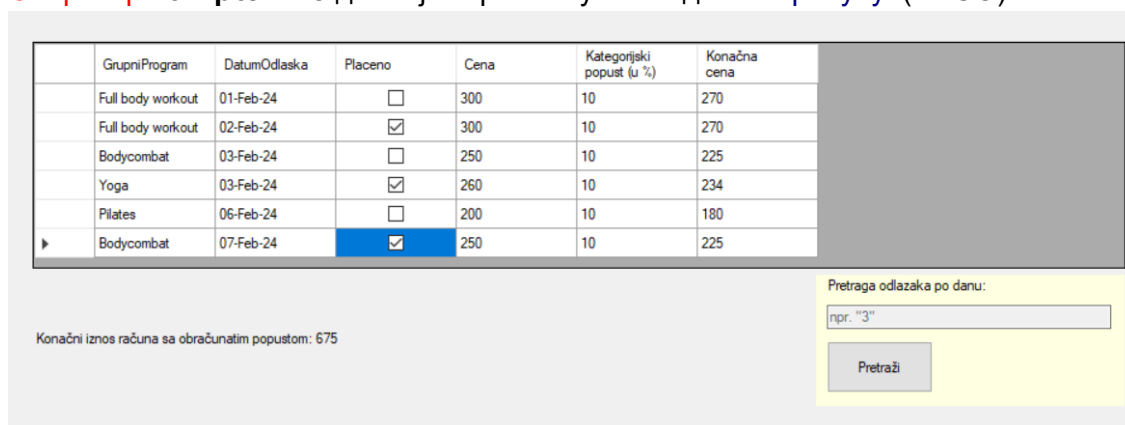 GrupniProgram DatumOdlaska Placeno Cena Kategorijski popust (u %) Konačna cena
Full body workout 01-Feb-24 300 10 270
Full body workout 02-Feb-24 300 10 270
Bodycombat 03-Feb-24 250 10 225
Yoga 03-Feb-24 260 10 234
Pilates 06-Feb-24 200 10 180
Bodycombat 07-Feb-24 250 10 225
Pretraga odlazaka po danu:
npr. "3"
Konačni iznos računa sa obračunatim popustom: 675
Pretraži